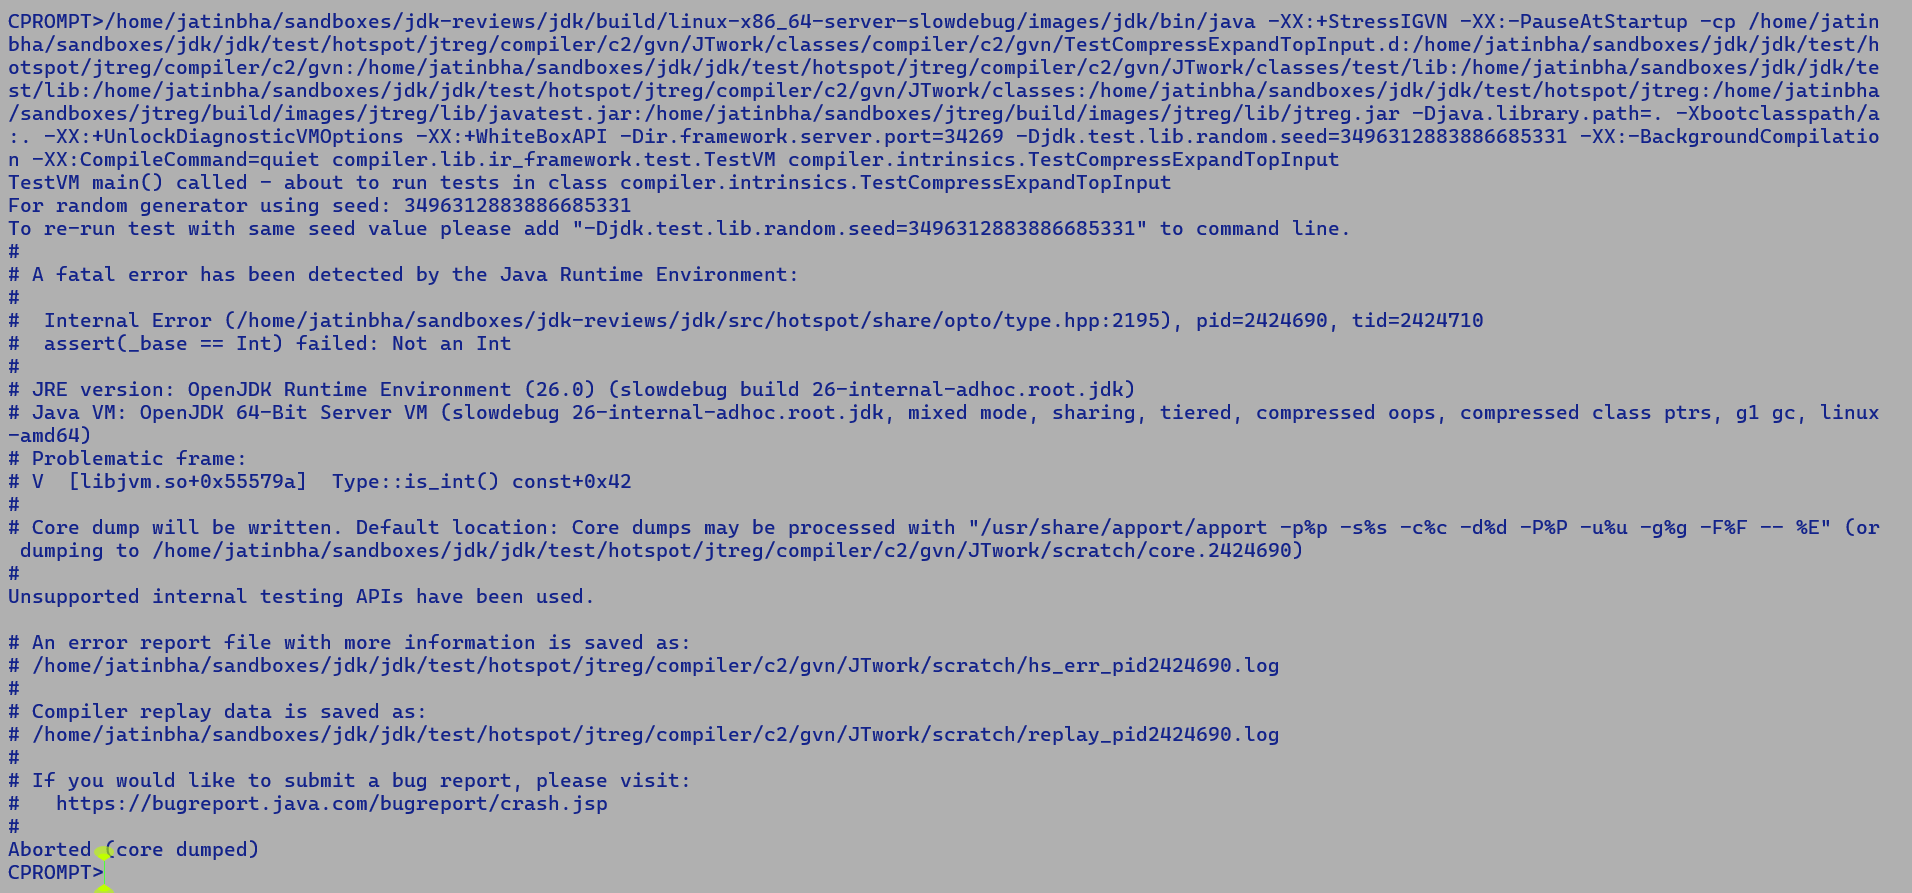 CPROMPT>/home/jatinbha/sandboxes/jdk-reviews/jdk/build/linux-x86_64-server-slowdebug/images/jdk/bin/java -XX:+StressIGVN -XX:-PauseAtStartup -cp /home/jatin
bha/sandboxes/jdk/jdk/test/hotspot/jtreg/compiler/c2/gvn/JTwork/classes/compiler/c2/gvn/TestCompressExpandTopInput.d:/home/jatinbha/sandboxes/jdk/jdk/test/h
otspot/jtreg/compiler/c2/gvn:/home/jatinbha/sandboxes/jdk/jdk/test/hotspot/jtreg/compiler/c2/gvn/JTwork/classes/test/lib:/home/jatinbha/sandboxes/jdk/jdk/te
st/lib:/home/jatinbha/sandboxes/jdk/jdk/test/hotspot/jtreg/compiler/c2/gvn/JTwork/classes:/home/jatinbha/sandboxes/jdk/jdk/test/hotspot/jtreg:/home/jatinbha
/sandboxes/jtreg/build/images/jtreg/lib/javatest.jar:/home/jatinbha/sandboxes/jtreg/build/images/jtreg/lib/jtreg.jar -Djava.library.path=. -Xbootclasspath/a
:. -XX:+UnlockDiagnosticVMOptions -XX:+WhiteBoxAPI -Dir.framework.server.port=34269 -Djdk.test.lib.random.seed=3496312883886685331 -XX:-BackgroundCompilatio
n -XX:CompileCommand=quiet compiler.lib.ir_framework.test.TestVM compiler.intrinsics.TestCompressExpandTopInput
TestVM main() called - about to run tests in class compiler.intrinsics.TestCompressExpandTopInput
For random generator using seed: 3496312883886685331
To re-run test with same seed value please add "-Djdk.test.lib.random.seed=3496312883886685331" to command line.
#
# A fatal error has been detected by the Java Runtime Environment:
#
#  Internal Error (/home/jatinbha/sandboxes/jdk-reviews/jdk/src/hotspot/share/opto/type.hpp:2195), pid=2424690, tid=2424710
#  assert(_base == Int) failed: Not an Int
#
# JRE version: OpenJDK Runtime Environment (26.0) (slowdebug build 26-internal-adhoc.root.jdk)
# Java VM: OpenJDK 64-Bit Server VM (slowdebug 26-internal-adhoc.root.jdk, mixed mode, sharing, tiered, compressed oops, compressed class ptrs, g1 gc, linux
-amd64)
# Problematic frame:
# V  [libjvm.so+0x55579a]  Type::is_int() const+0x42
#
# Core dump will be written. Default location: Core dumps may be processed with "/usr/share/apport/apport -p%p -s%s -c%c -d%d -P%P -u%u -g%g -F%F -- %E" (or
 dumping to /home/jatinbha/sandboxes/jdk/jdk/test/hotspot/jtreg/compiler/c2/gvn/JTwork/scratch/core.2424690)
#
Unsupported internal testing APIs have been used.

# An error report file with more information is saved as:
# /home/jatinbha/sandboxes/jdk/jdk/test/hotspot/jtreg/compiler/c2/gvn/JTwork/scratch/hs_err_pid2424690.log
#
# Compiler replay data is saved as:
# /home/jatinbha/sandboxes/jdk/jdk/test/hotspot/jtreg/compiler/c2/gvn/JTwork/scratch/replay_pid2424690.log
#
# If you would like to submit a bug report, please visit:
#   https://bugreport.java.com/bugreport/crash.jsp
#
Aborted (core dumped)
CPROMPT>